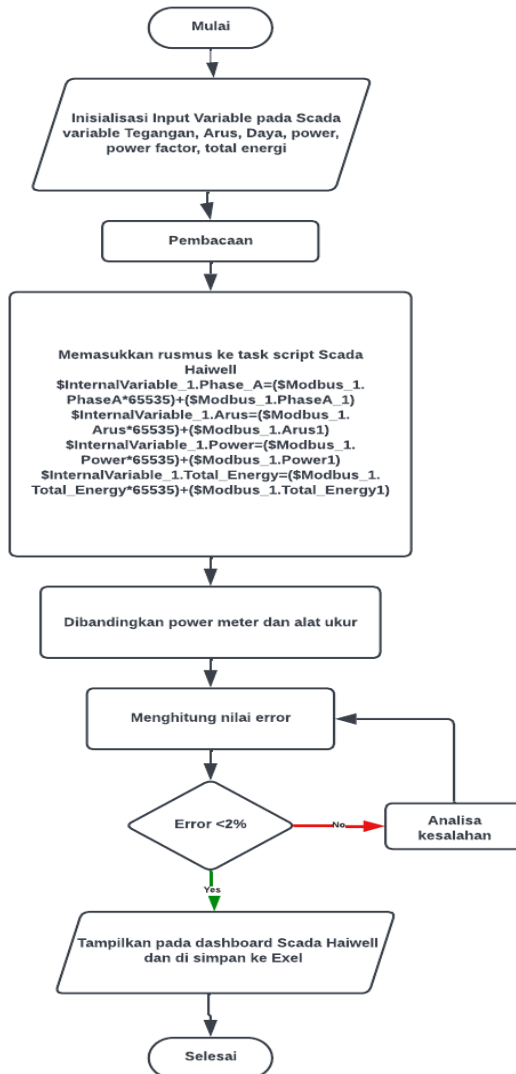 Mulai
Inisialisasi Input Variable pada Scada
variable Tegangan, Arus, Daya, power,
power factor, total energi
Pembacaan
Memasukkan rusmus ke task script Scada
Haiwell
$InternalVariable_1.Phase_A=($Modbus_1.
PhaseA*65535)+($Modbus_1.PhaseA_1)
$InternalVariable_1.Arus=($Modbus_1.
Arus*65535)+($Modbus_1.Arus1)
$InternalVariable_1.Power=($Modbus_1.
Power*65535)+($Modbus_1.Power1)
$InternalVariable_1.Total_Energy=($Modbus_1.
Total_Energy*65535)+($Modbus_1.Total_Energy1)
Dibandingkan power meter dan alat ukur
Menghitung nilai error
Error <2%
No
Analisa
kesalahan
Yes
Tampilkan pada dashboard Scada Haiwell
dan di simpan ke Exel
Selesai